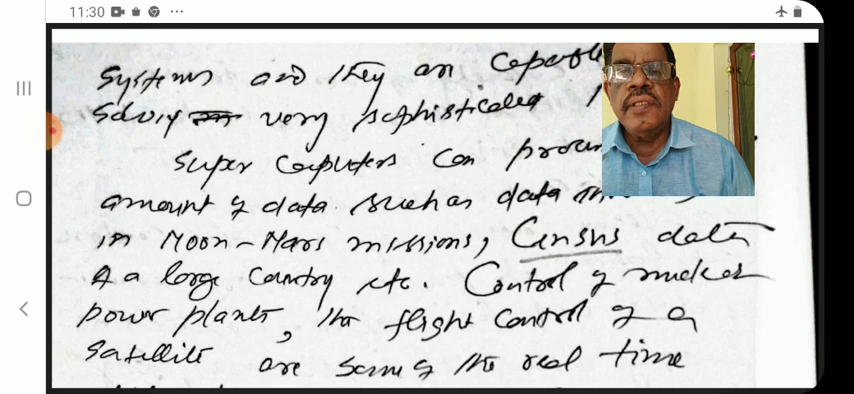 11:30
Systems and they are Capable
Solving very sophisticated
Super Computers Can process
amount of data such as data
in Moon-Mars missions, Census data
of a large Country etc. Control of nuclear
power plants, the flight control of a
Satellite are some of the real time